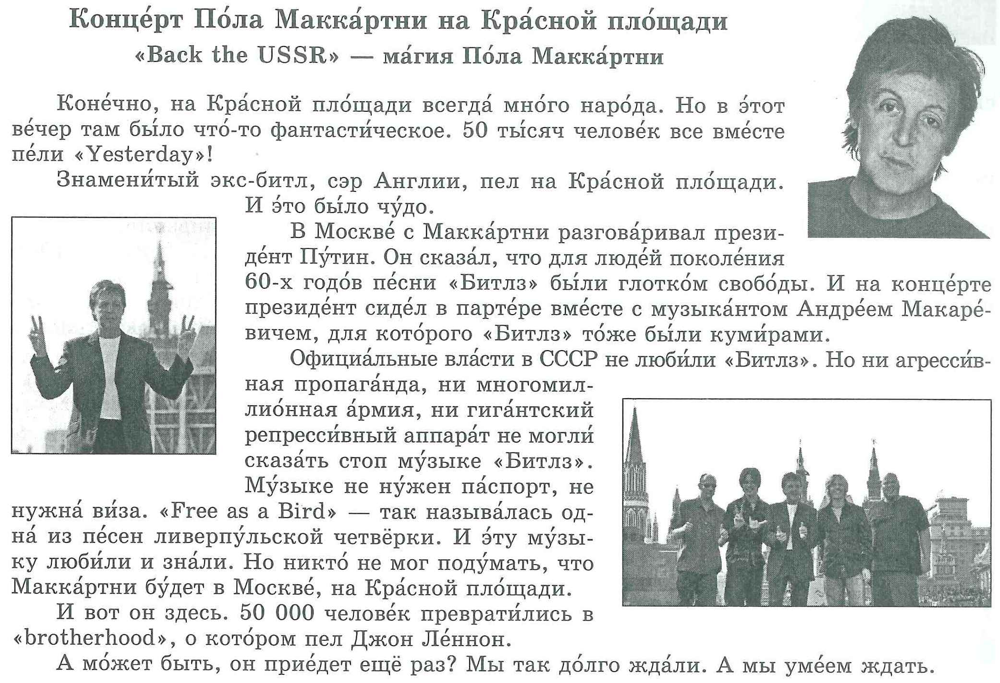 Конце́рт По́ла Макка́ртни на Кра́сной пло́щади
«Back the USSR» — ма́гия По́ла Макка́ртни
Коне́чно, на Кра́сной пло́щади всегда́ мно́го наро́да. Но в э́тот
ве́чер там бы́ло что́-то фантасти́ческое. 50 ты́сяч челове́к все вме́сте
пе́ли «Yesterday»!
Знамени́тый экс-битл, сэр Англии, пел на Кра́сной пло́щади.
И э́то бы́ло чу́до.
В Москве́ с Макка́ртни разгова́ривал прези-
де́нт Пу́тин. Он сказа́л, что для люде́й поколе́ния
60-х годо́в пе́сни «Битлз» бы́ли глотко́м свобо́ды. И на конце́рте
президе́нт сиде́л в парте́ре вме́сте с музыка́нтом Андре́ем Макаре́-
вичем, для кото́рого «Битлз» то́же бы́ли куми́рами.
Официа́льные вла́сти в СССР не люби́ли «Битлз». Но ни агресси́в-
ная пропага́нда, ни многомил-
лио́нная а́рмия, ни гига́нтский
репресси́вный аппара́т не могли́
сказа́ть стоп му́зыке «Битлз».
Му́зыке не ну́жен па́спорт, не
нужна́ ви́за. «Free as a Bird» — так называ́лась од-
на́ из пе́сен ливерпу́льской четвёрки. И э́ту му́зы-
ку люби́ли и зна́ли. Но никто́ не мог поду́мать, что
Макка́ртни бу́дет в Москве́, на Кра́сной пло́щади.
И вот он здесь. 50 000 челове́к преврати́лись в
«brotherhood», о кото́ром пел Джон Ле́ннон.
А мо́жет быть, он прие́дет ещё раз? Мы так до́лго жда́ли. А мы уме́ем ждать.